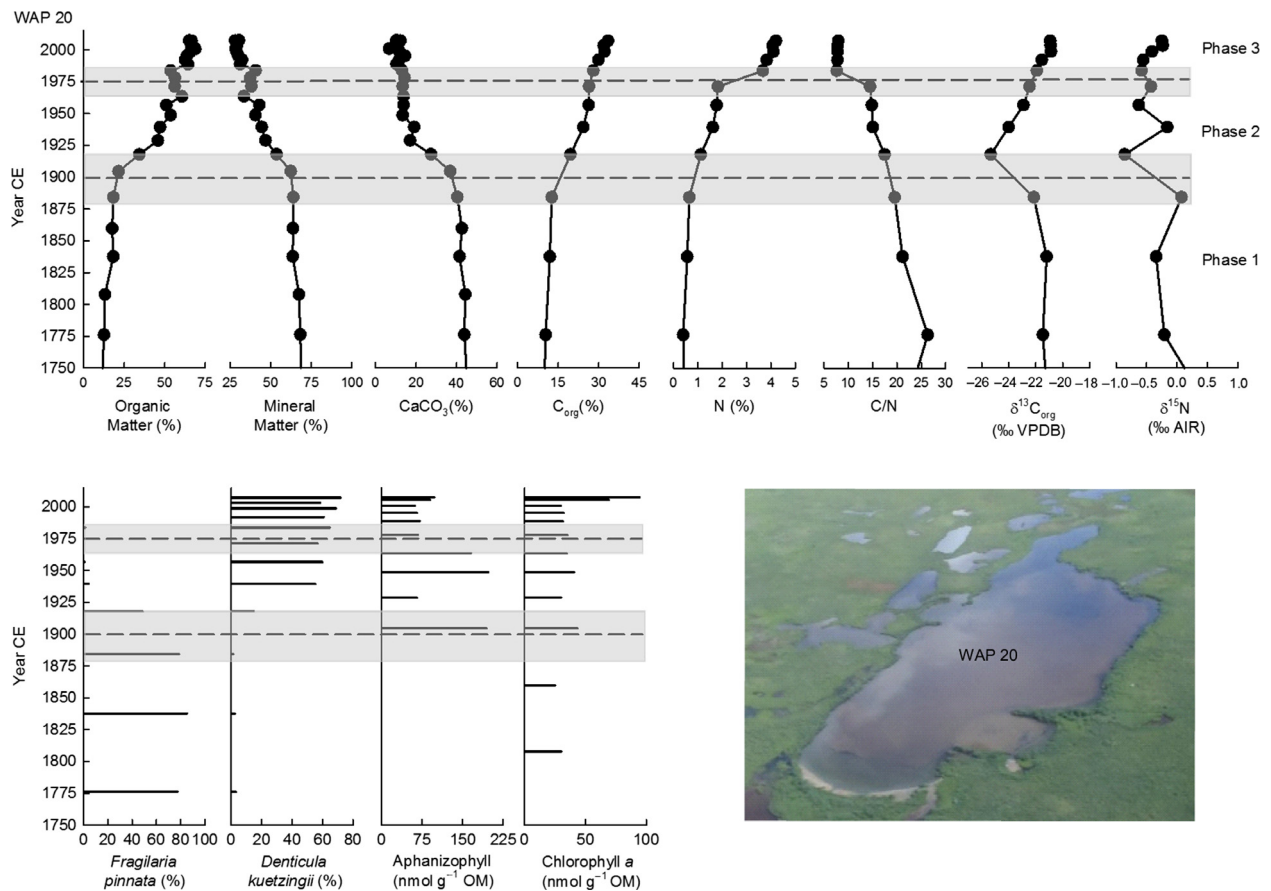 WAP 20
Year CE
2000
1975
1950
1925
1900
1875
1850
1825
1800
1775
1750
Phase 3
Phase 2
Phase 1
0 25 50 75
Organic
Matter (%)
25 50 75 100
Mineral
Matter (%)
0 20 40 60
CaCO₃(%)
0 15 30 45
Corg(%)
0 1 2 3 4 5
N (%)
5 10 15 20 25 30
C/N
−26 −24 −22 −20 −18
δ¹³Corg
(‰ VPDB)
−1.0 −0.5 0.0 0.5 1.0
δ¹⁵N
(‰ AIR)
Year CE
2000
1975
1950
1925
1900
1875
1850
1825
1800
1775
1750
0 20 40 60 80 100
Fragilaria
pinnata (%)
0 20 40 60 80
Denticula
kuetzingii (%)
0 75 150 225
Aphanizophyll
(nmol g⁻¹ OM)
0 50 100
Chlorophyll a
(nmol g⁻¹ OM)
WAP 20